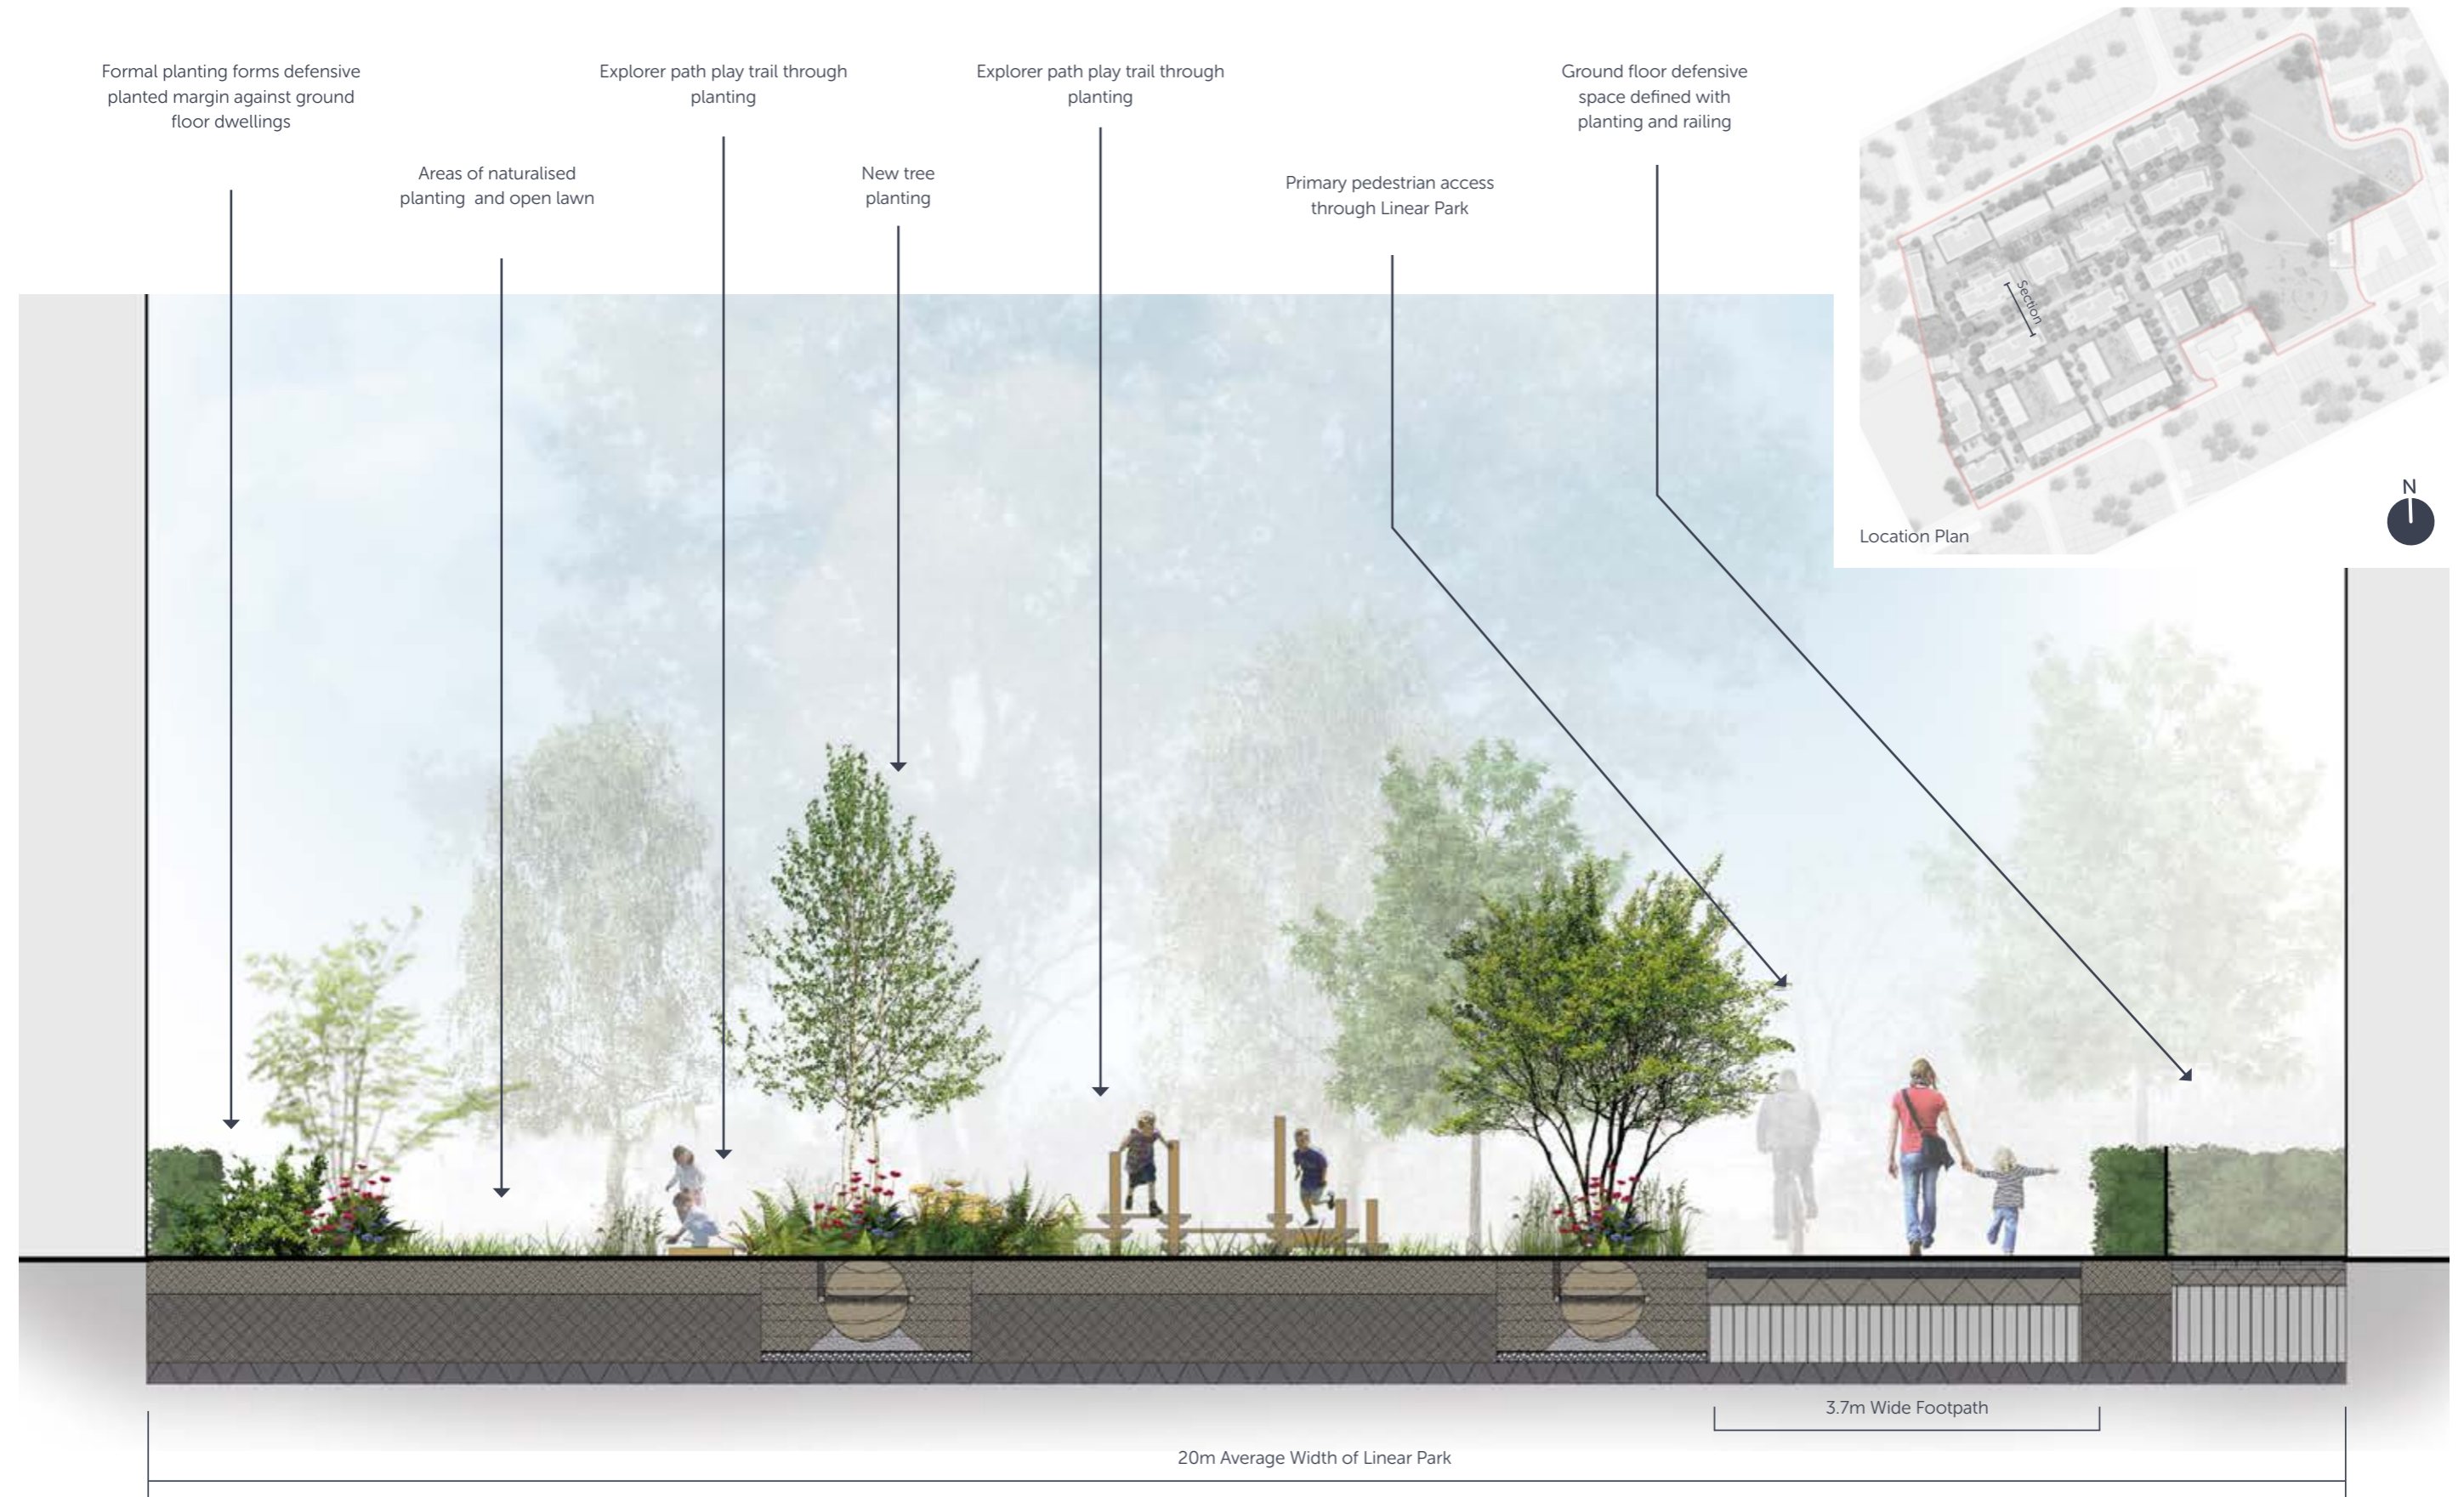 Formal planting forms defensive
planted margin against ground
floor dwellings
Areas of naturalised
planting and open lawn
Explorer path play trail through
planting
New tree
planting
Explorer path play trail through
planting
Primary pedestrian access
through Linear Park
Ground floor defensive
space defined with
planting and railing
Section
N
Location Plan
3.7m Wide Footpath
20m Average Width of Linear Park